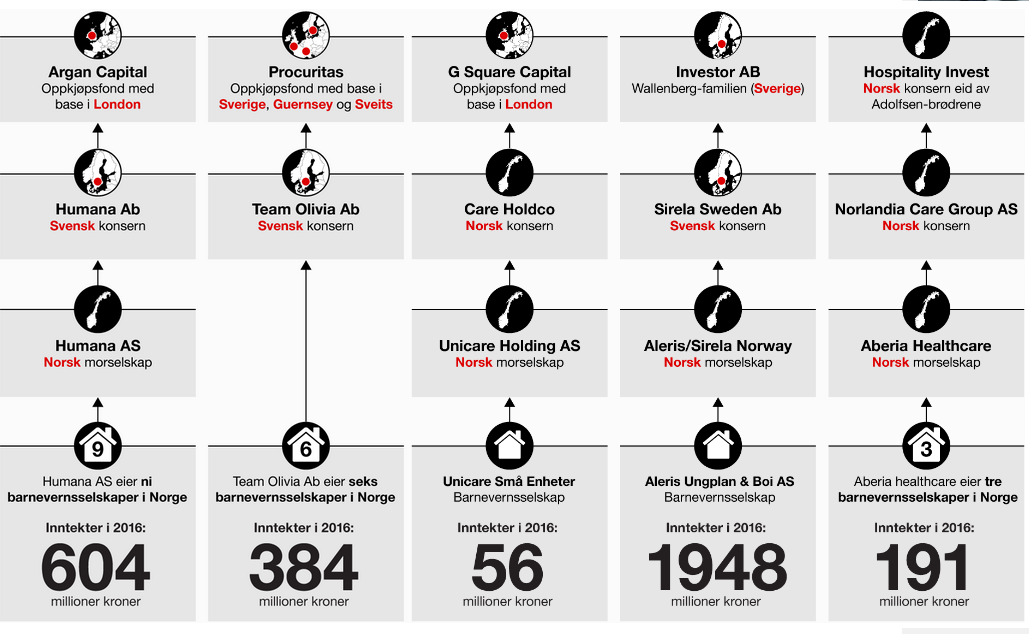 Argan Capital
Oppkjøpsfond med
base i London
Procuritas
Oppkjøpsfond med base i
Sverige, Guernsey og Sveits
G Square Capital
Oppkjøpsfond med
base i London
Investor AB
Wallenberg-familien (Sverige)
Hospitality Invest
Norsk konsern eid av
Adolfsen-brødrene
Humana Ab
Svensk konsern
Team Olivia Ab
Svensk konsern
Care Holdco
Norsk konsern
Sirela Sweden Ab
Svensk konsern
Norlandia Care Group AS
Norsk konsern
Humana AS
Norsk morselskap
Unicare Holding AS
Norsk morselskap
Aleris/Sirela Norway
Norsk morselskap
Aberia Healthcare
Norsk morselskap
9
Humana AS eier ni
barnevernsselskaper i Norge
Inntekter i 2016:
604
millioner kroner
6
Team Olivia Ab eier seks
barnevernsselskaper i Norge
Inntekter i 2016:
384
millioner kroner
Unicare Små Enheter
Barnevernsselskap
Inntekter i 2016:
56
millioner kroner
Aleris Ungplan & Boi AS
Barnevernsselskap
Inntekter i 2016:
1948
millioner kroner
3
Aberia healthcare eier tre
barnevernsselskaper i Norge
Inntekter i 2016:
191
millioner kroner